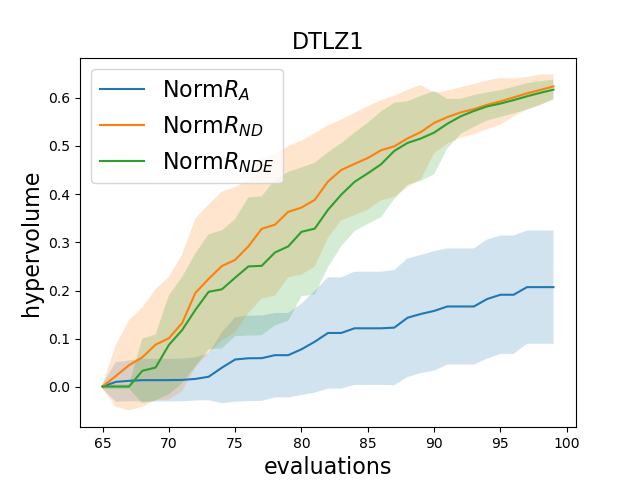 DTLZ1
NormR_A
NormR_ND
NormR_NDE
hypervolume
0.6
0.5
0.4
0.3
0.2
0.1
0.0
65 70 75 80 85 90 95 100
evaluations